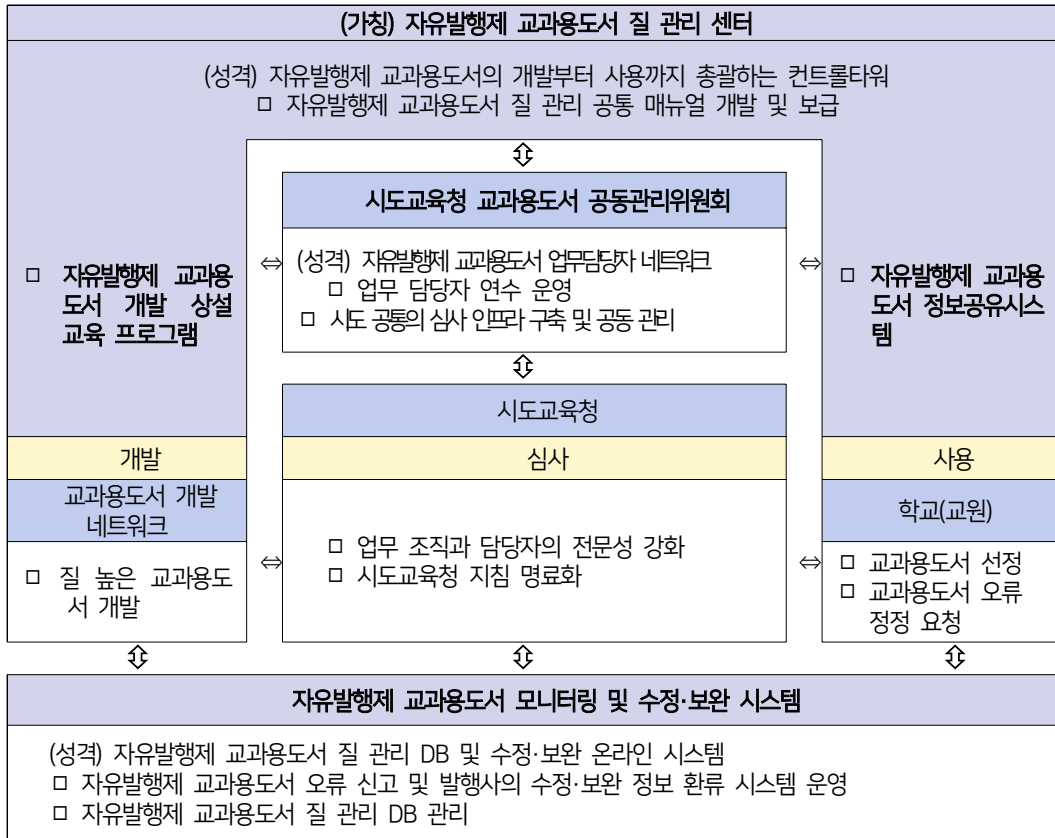 (가칭) 자유발행제 교과용도서 질 관리 센터
(성격) 자유발행제 교과용도서의 개발부터 사용까지 총괄하는 컨트롤타워
□ 자유발행제 교과용도서 질 관리 공통 매뉴얼 개발 및 보급
⇕
□ 자유발행제 교과용
도서 개발 상설
교육 프로그램
⇔
시도교육청 교과용도서 공동관리위원회
(성격) 자유발행제 교과용도서 업무담당자 네트워크
□ 업무 담당자 연수 운영
□ 시도 공통의 심사 인프라 구축 및 공동 관리
⇔
□ 자유발행제 교과용
도서 정보공유시스
템
⇕
시도교육청
개발
심사
사용
교과용도서 개발
네트워크
학교(교원)
□ 질 높은 교과용도
서 개발
⇔
□ 업무 조직과 담당자의 전문성 강화
□ 시도교육청 지침 명료화
⇔
□ 교과용도서 선정
□ 교과용도서 오류
정정 요청
⇕ ⇕ ⇕
자유발행제 교과용도서 모니터링 및 수정·보완 시스템
(성격) 자유발행제 교과용도서 질 관리 DB 및 수정·보완 온라인 시스템
□ 자유발행제 교과용도서 오류 신고 및 발행사의 수정·보완 정보 환류 시스템 운영
□ 자유발행제 교과용도서 질 관리 DB 관리